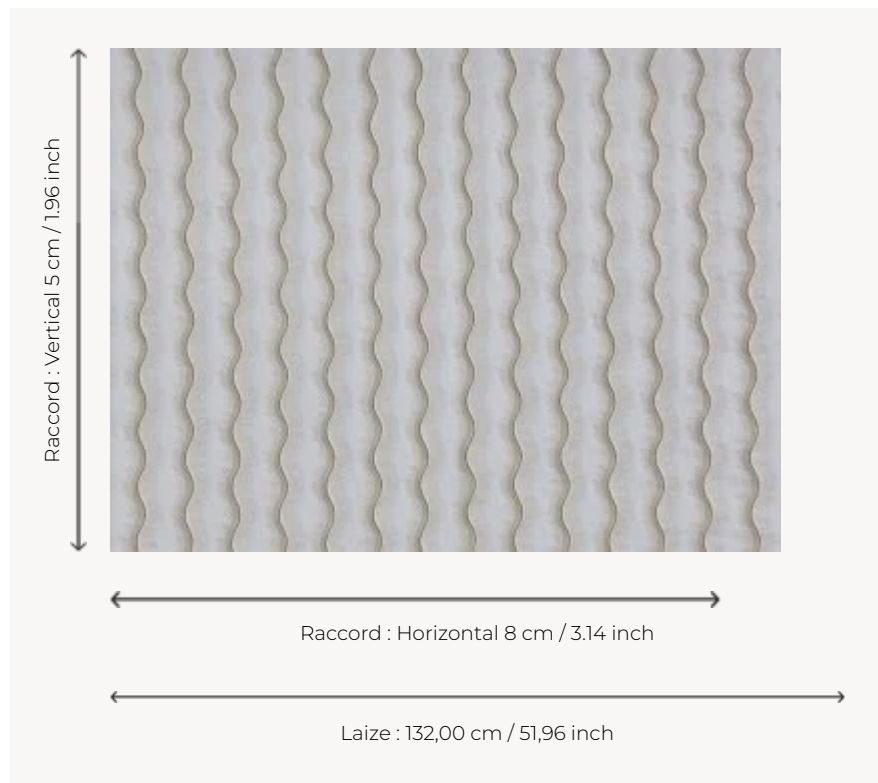 Raccord : Vertical 5 cm / 1.96 inch
Raccord : Horizontal 8 cm / 3.14 inch
Laize : 132,00 cm / 51,96 inch